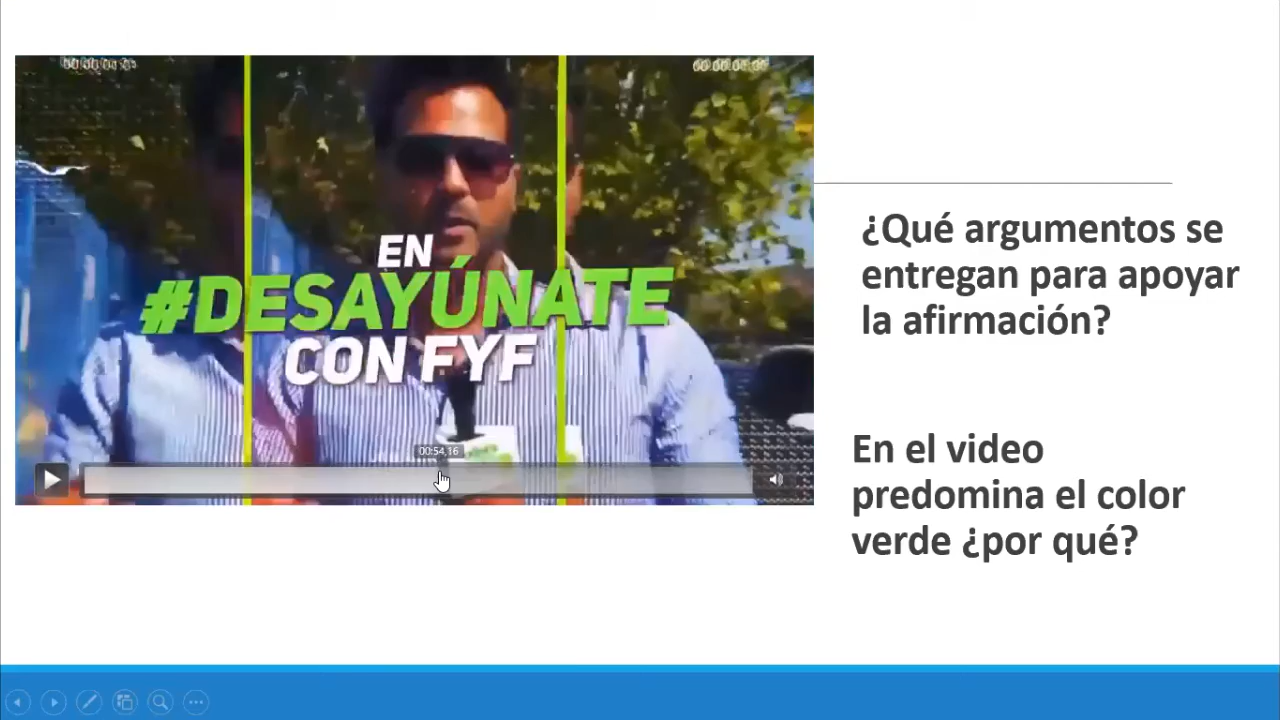 EN
#DESAYÚNATE
CON FYF
00:54,16
¿Qué argumentos se
entregan para apoyar
la afirmación?
En el video
predomina el color
verde ¿por qué?